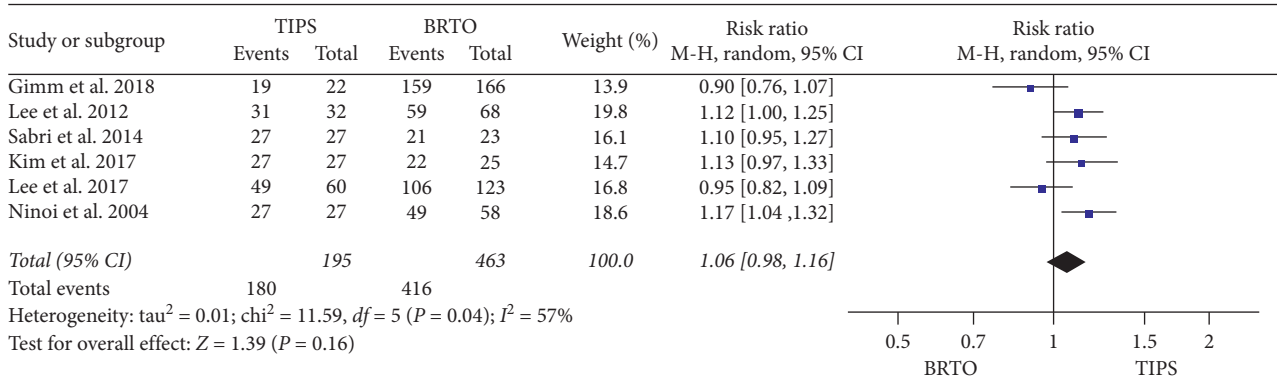 Study or subgroup TIPS BRTO Weight (%) Risk ratio Risk ratio
Events Total Events Total M-H, random, 95% CI M-H, random, 95% CI
Gimm et al. 2018 19 22 159 166 13.9 0.90 [0.76, 1.07]
Lee et al. 2012 31 32 59 68 19.8 1.12 [1.00, 1.25]
Sabri et al. 2014 27 27 21 23 16.1 1.10 [0.95, 1.27]
Kim et al. 2017 27 27 22 25 14.7 1.13 [0.97, 1.33]
Lee et al. 2017 49 60 106 123 16.8 0.95 [0.82, 1.09]
Ninoi et al. 2004 27 27 49 58 18.6 1.17 [1.04 ,1.32]
Total (95% CI) 195 463 100.0 1.06 [0.98, 1.16]
Total events 180 416
Heterogeneity: tau² = 0.01; chi² = 11.59, df = 5 (P = 0.04); I² = 57%
Test for overall effect: Z = 1.39 (P = 0.16)
0.5 0.7 1 1.5 2
BRTO TIPS